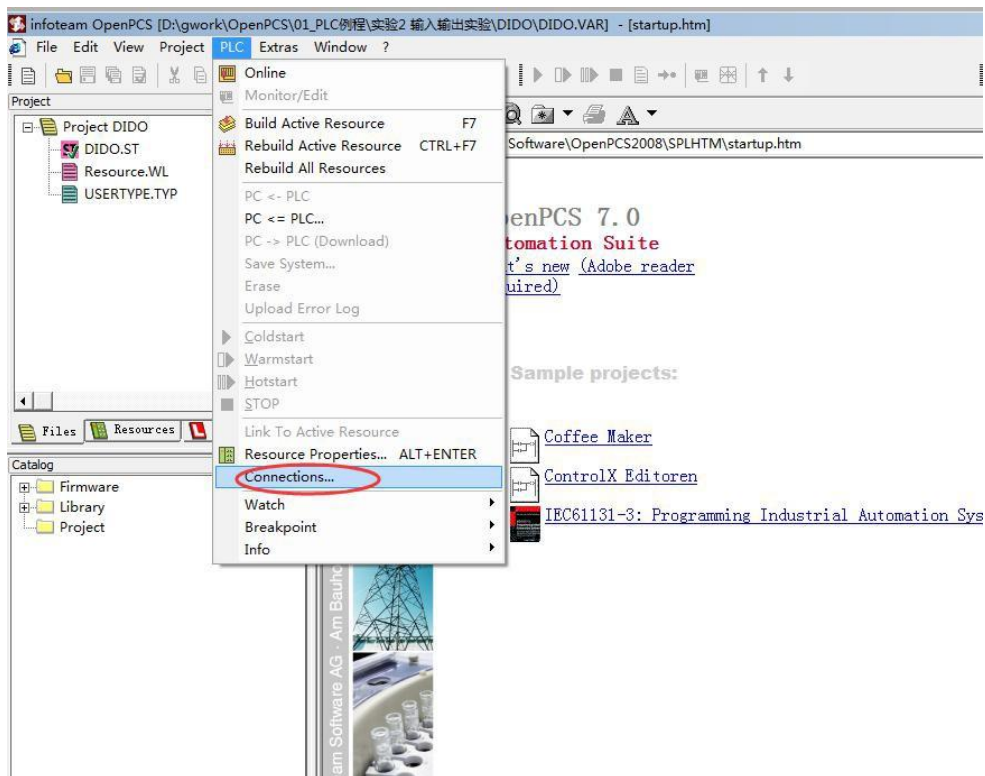 infoteam OpenPCS [D:\gwork\OpenPCS\01_PLC例程\实验2 输入输出实验\DIDO\DIDO.VAR] - [startup.htm]
File Edit View Project PLC Extras Window ?
Project
Project DIDO
DIDO.ST
Resource.WL
USERTYPE.TYP
Files Resources
Catalog
Firmware
Library
Project
Online
Monitor/Edit
Build Active Resource F7
Rebuild Active Resource CTRL+F7
Rebuild All Resources
PC <- PLC
PC <= PLC...
PC -> PLC (Download)
Save System...
Erase
Upload Error Log
Coldstart
Warmstart
Hotstart
STOP
Link To Active Resource
Resource Properties... ALT+ENTER
Connections...
Watch
Breakpoint
Info
Software\OpenPCS2008\SPLHTM\startup.htm
enPCS 7.0
tomation Suite
t's new (Adobe reader
uired)
Sample projects:
Coffee Maker
ControlX Editoren
IEC61131-3: Programming Industrial Automation Sys
am Software AG · Am Bauho